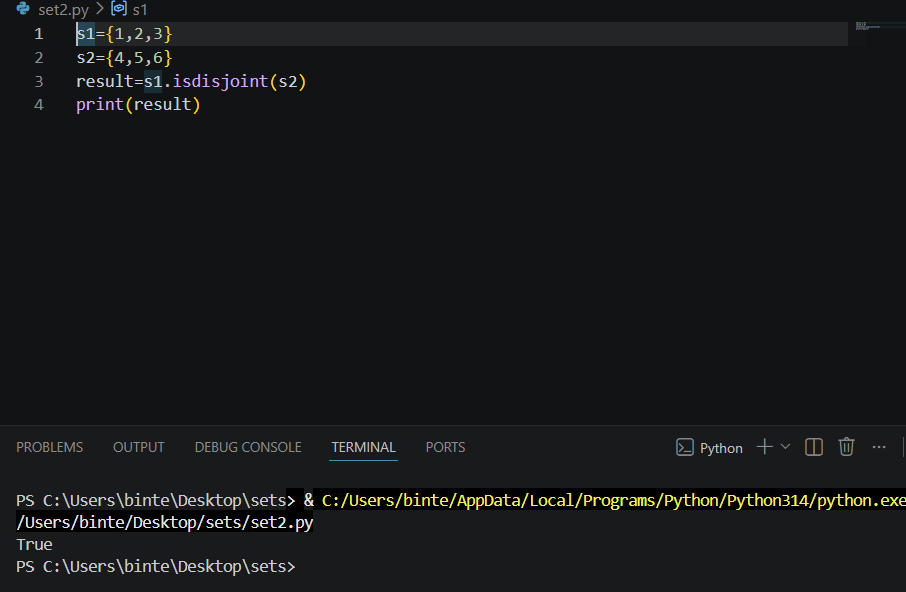 set2.py > s1
1 s1={1,2,3}
2 s2={4,5,6}
3 result=s1.isdisjoint(s2)
4 print(result)
PROBLEMS OUTPUT DEBUG CONSOLE TERMINAL PORTS Python
PS C:\Users\binte\Desktop\sets> & C:/Users/binte/AppData/Local/Programs/Python/Python314/python.exe
/Users/binte/Desktop/sets/set2.py
True
PS C:\Users\binte\Desktop\sets>